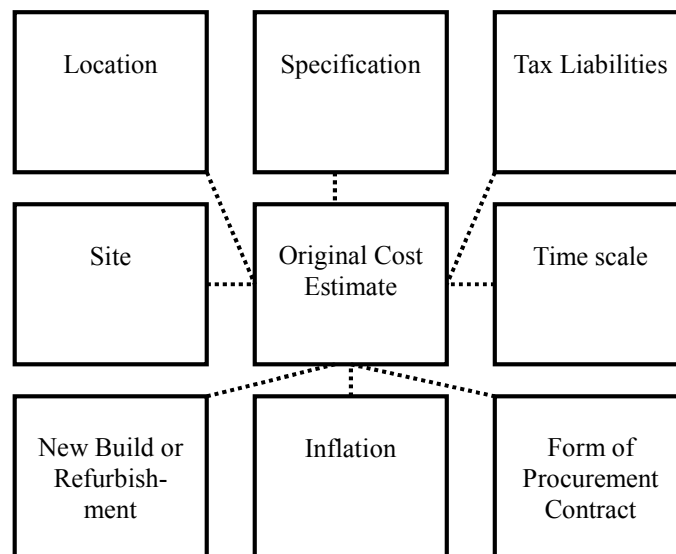 Location
Specification
Tax Liabilities
Site
Original Cost
Estimate
Time scale
New Build or
Refurbish-
ment
Inflation
Form of
Procurement
Contract